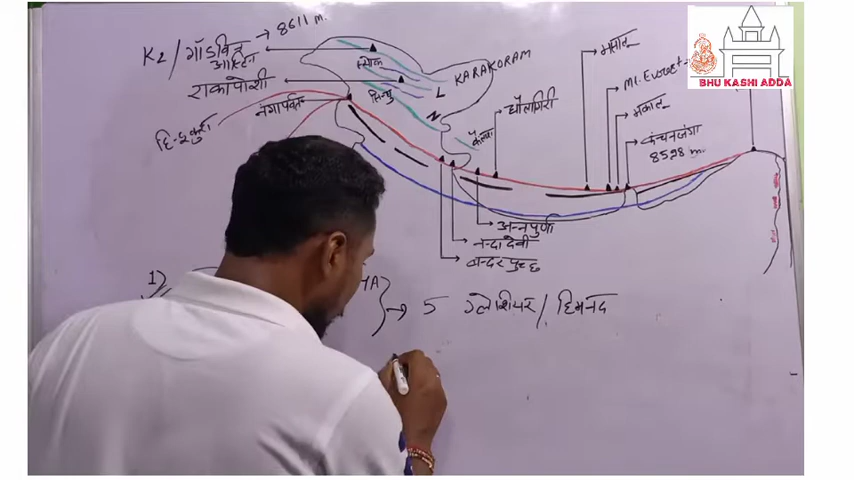 K2 / गॉडविन → 8611 m.
आस्टिन
राकापोशी
नंगापर्वत
श्योक
सिन्धु
KARAKORAM
L
N
कैलाश
धौलागिरी
Mt. Everest
मकालू
कंचनजंगा
8598 m.
BHU KASHI ADDA
अन्नपूर्णा
नन्दा देवी
बन्दरपुच्छ
1)
HA
→ 5 ग्लेशियर / हिमनद